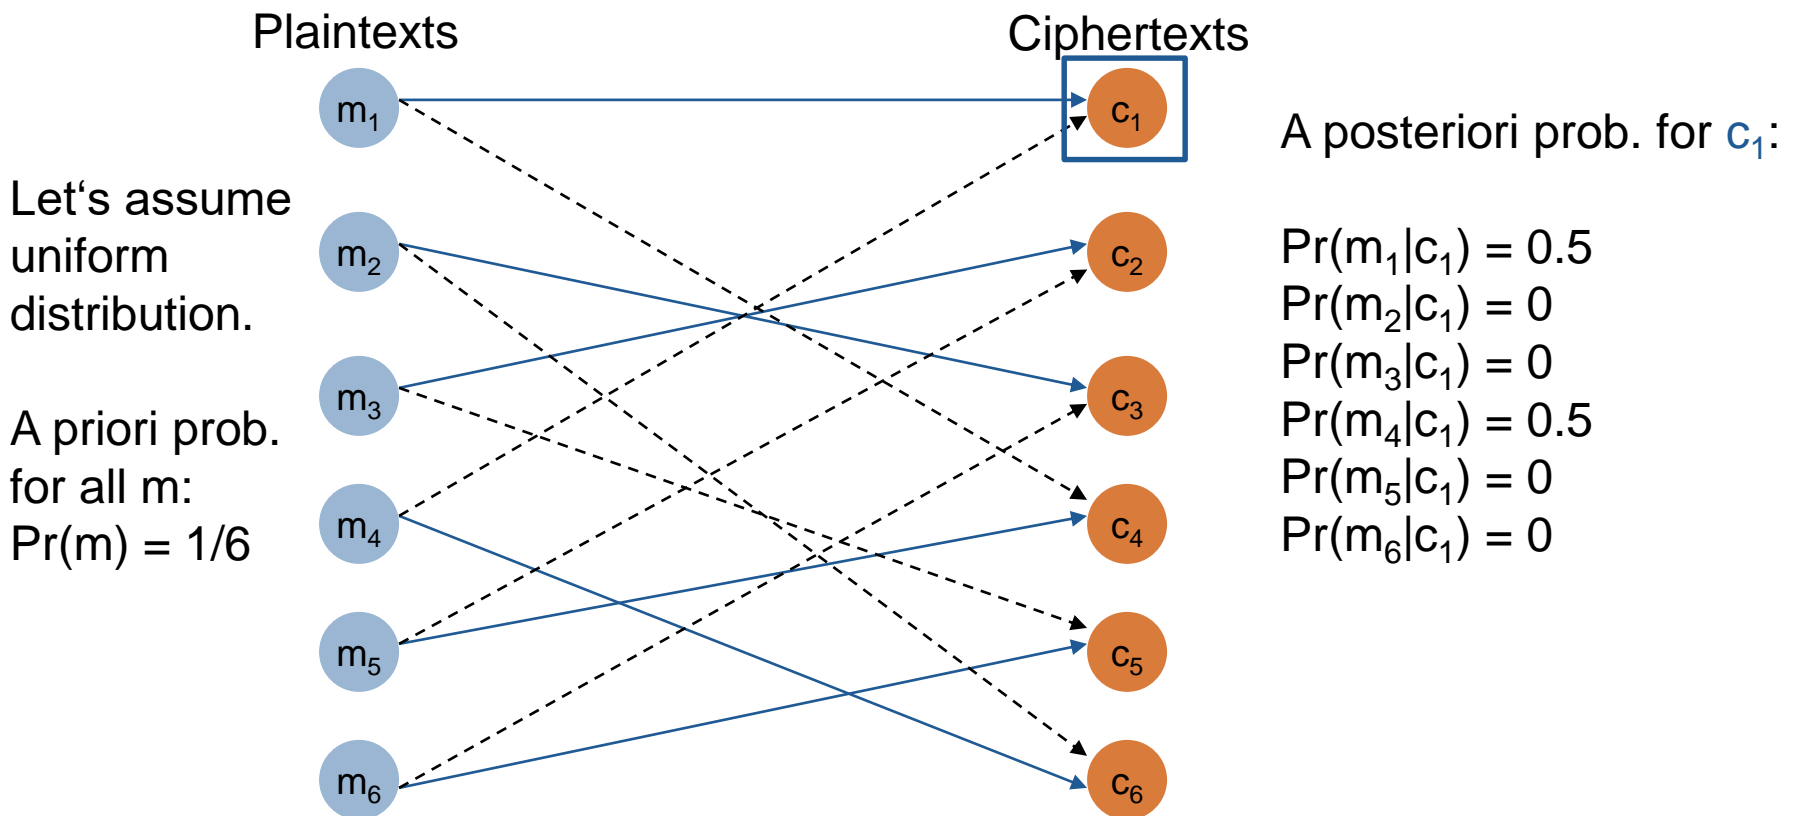 Plaintexts
Ciphertexts
Let‘s assume
uniform
distribution.
A priori prob.
for all m:
Pr(m) = 1/6
m₁
m₂
m₃
m₄
m₅
m₆
c₁
c₂
c₃
c₄
c₅
c₆
A posteriori prob. for c₁:
Pr(m₁|c₁) = 0.5
Pr(m₂|c₁) = 0
Pr(m₃|c₁) = 0
Pr(m₄|c₁) = 0.5
Pr(m₅|c₁) = 0
Pr(m₆|c₁) = 0